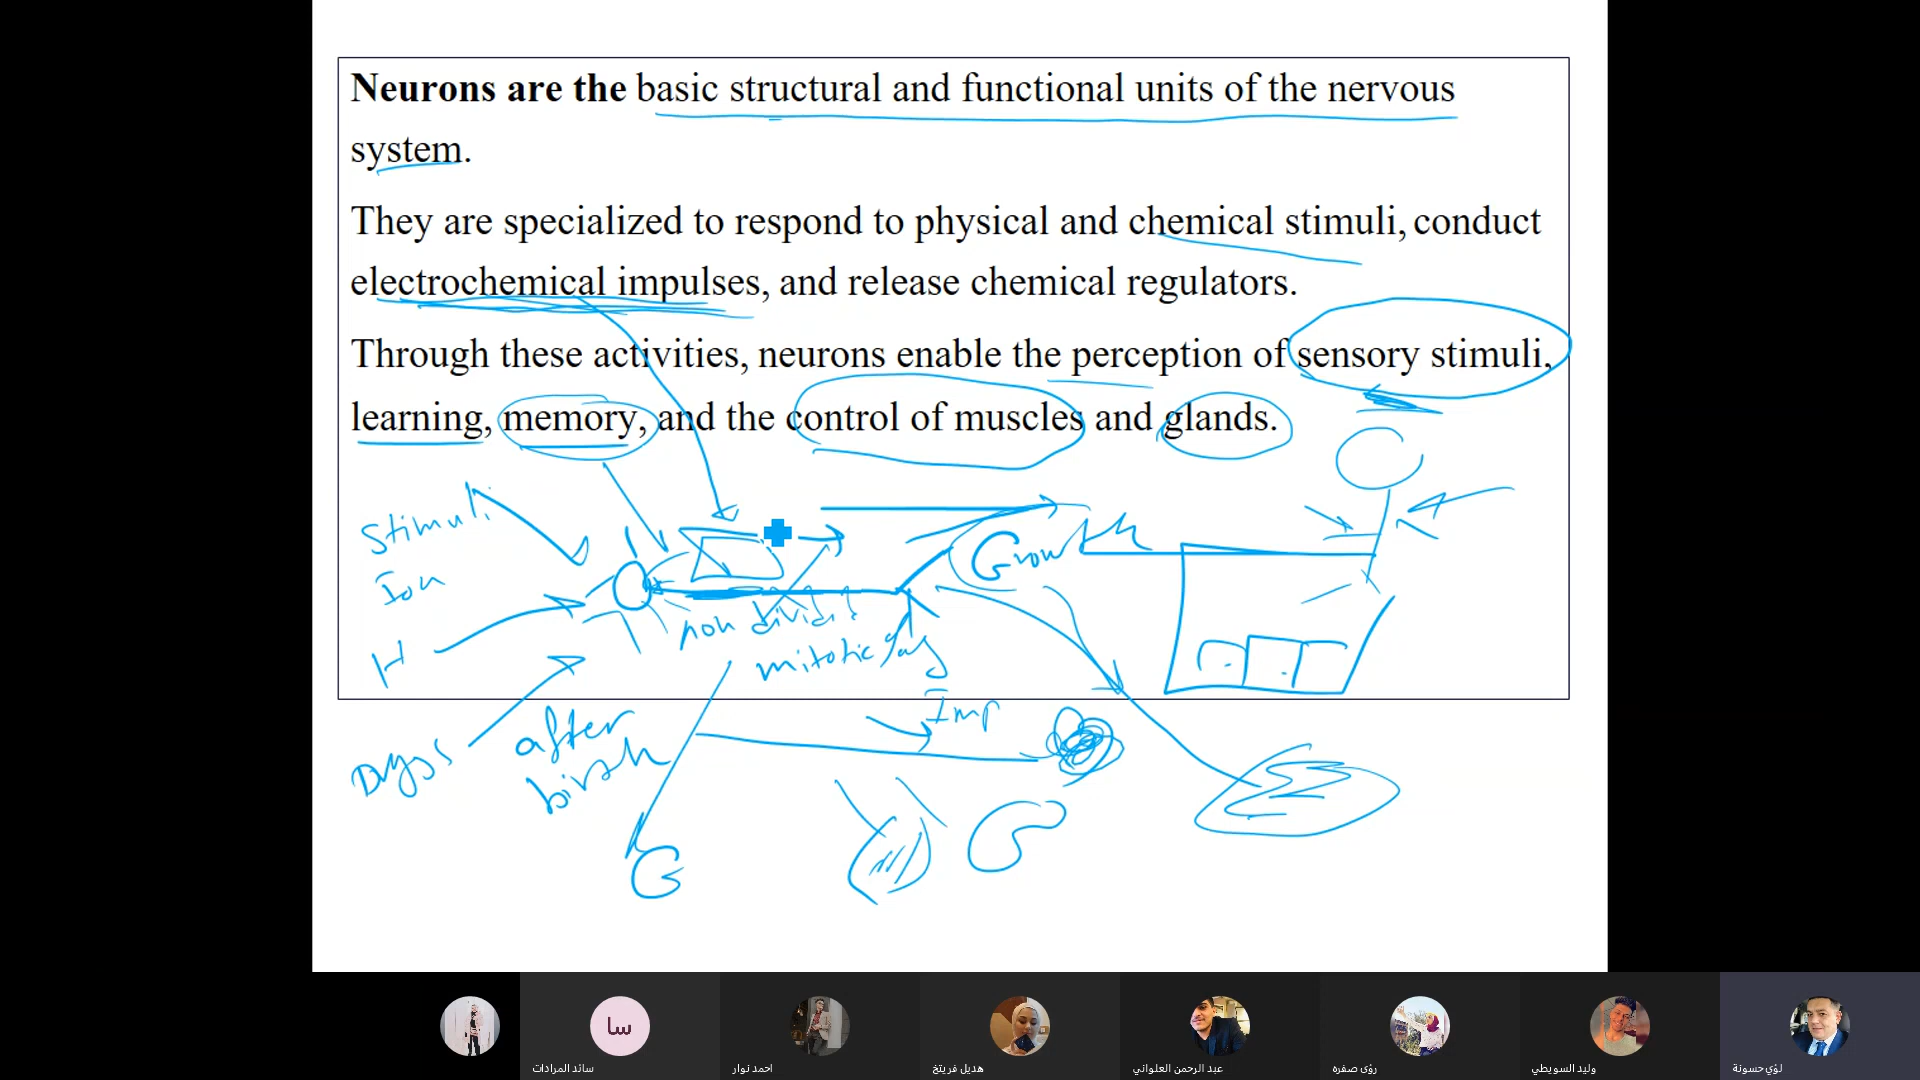 Neurons are the basic structural and functional units of the nervous
system.
They are specialized to respond to physical and chemical stimuli, conduct
electrochemical impulses, and release chemical regulators.
Through these activities, neurons enable the perception of sensory stimuli,
learning, memory, and the control of muscles and glands.
Stimuli
Ion
H
Growth
non divid
mitotic
Imp
after
birth
G
سا
سائد المرادات
احمد نوار
هديل فريتخ
عبد الرحمن العلواني
رؤى صفره
وليد السويطي
لؤي حسونة